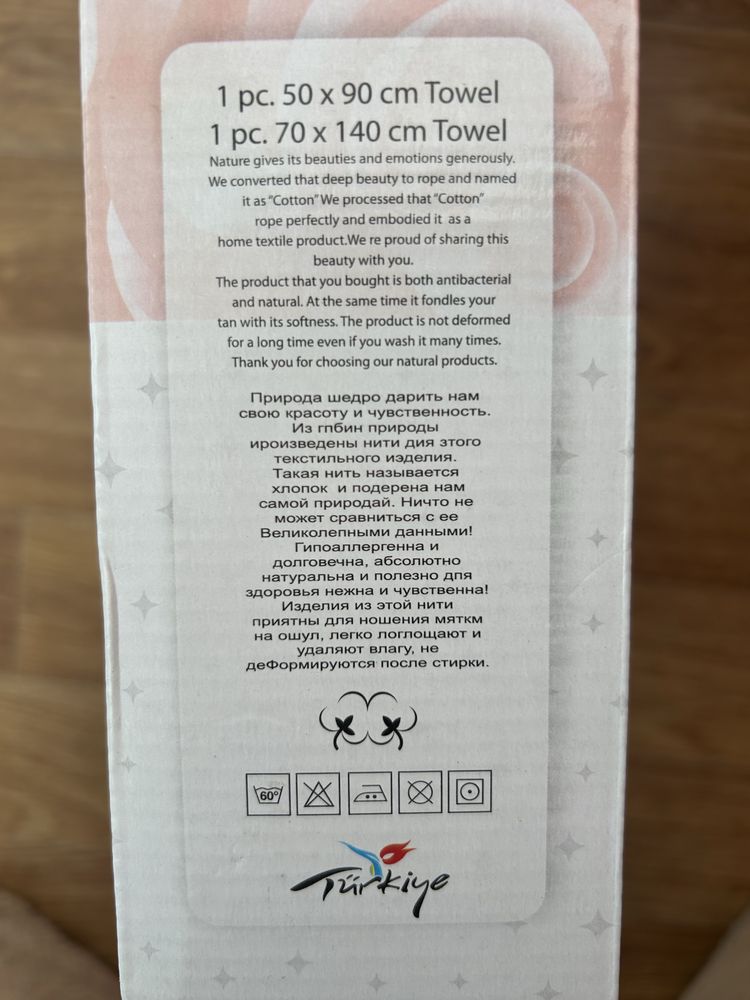 1 pc. 50 x 90 cm Towel
1 pc. 70 x 140 cm Towel
Nature gives its beauties and emotions generously.
We converted that deep beauty to rope and named
it as "Cotton" We processed that "Cotton"
rope perfectly and embodied it as a
home textile product.We re proud of sharing this
beauty with you.
The product that you bought is both antibacterial
and natural. At the same time it fondles your
tan with its softness. The product is not deformed
for a long time even if you wash it many times.
Thank you for choosing our natural products.
Природа шедро дарить нам
свою красоту и чувственность.
Из гпбин природы
ироизведены нити дия зтого
текстильного иэделия.
Такая нить называется
хлопок и подерена нам
самой природай. Ничто не
может сравниться с ее
Великолепными данными!
Гипоаллергенна и
долговечна, абсолютно
натуральна и полезно дпя
здоровья нежна и чувственна!
Изделия из этой нити
приятны для ношения мяткм
на ошул, легко логлощают и
удаляют влагу, не
деФормируются после стирки.
60°
Türkiye